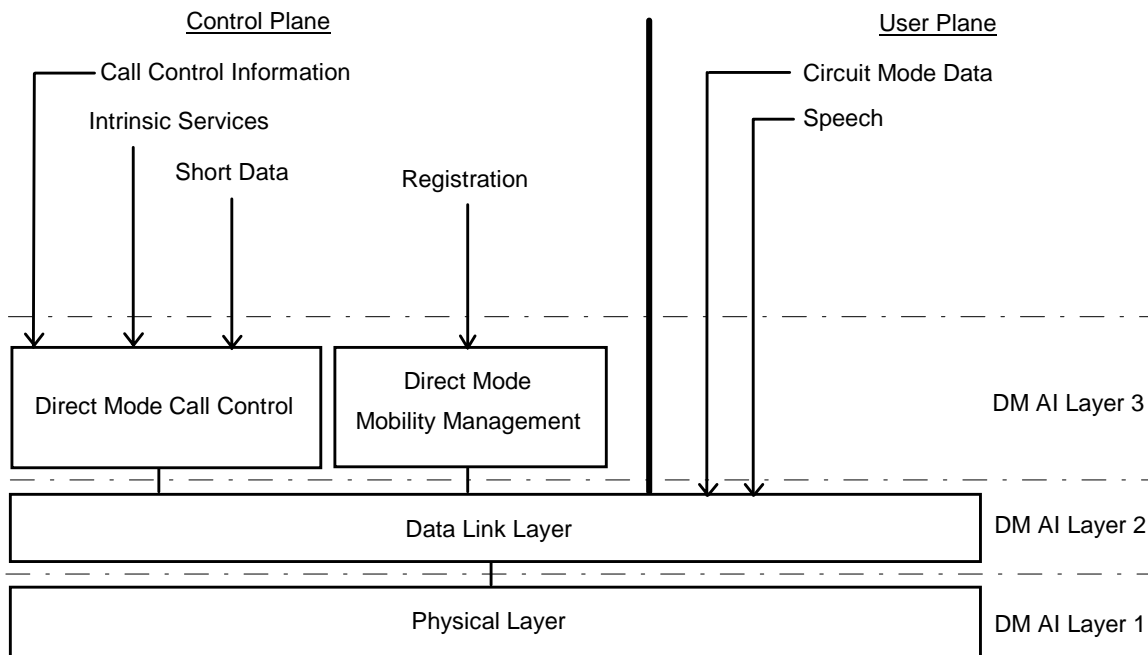 Control Plane
User Plane
Call Control Information
Circuit Mode Data
Intrinsic Services
Speech
Short Data
Registration
Direct Mode Call Control
Direct Mode
Mobility Management
DM AI Layer 3
Data Link Layer
DM AI Layer 2
Physical Layer
DM AI Layer 1